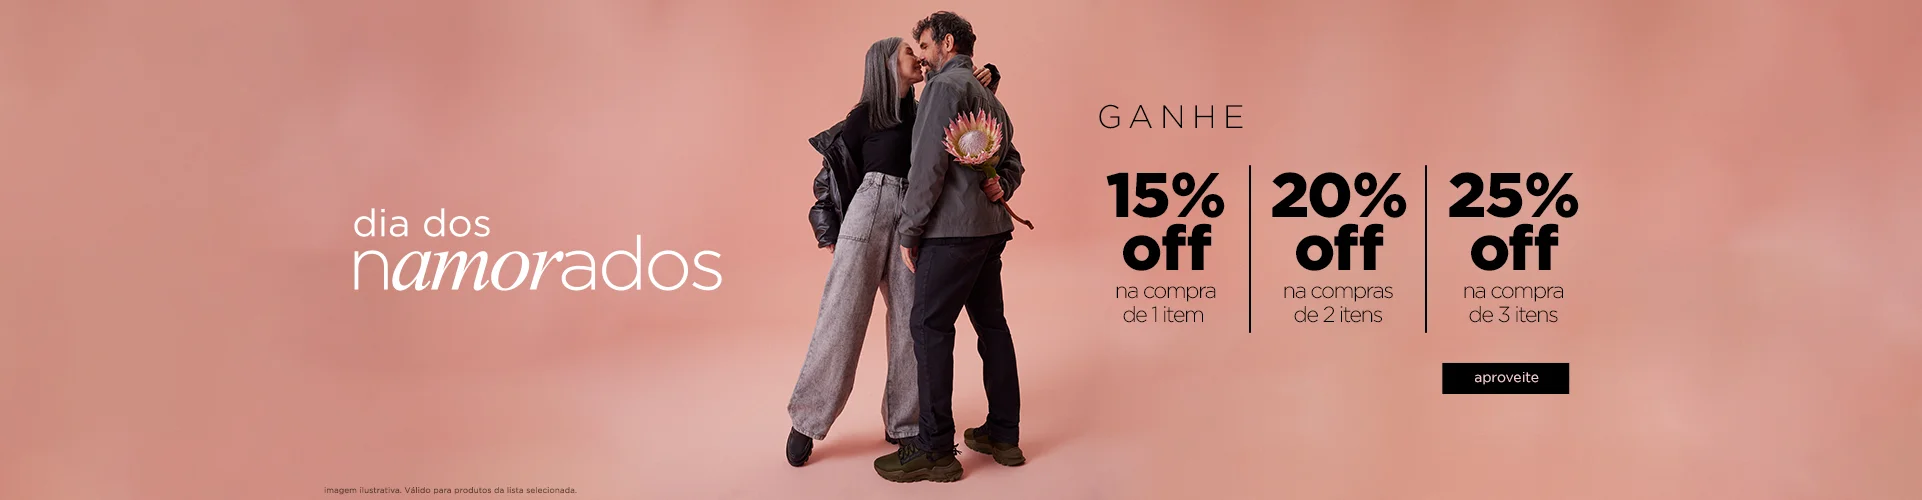 dia dos
namorados
GANHE
15%
off
na compra
de 1 item
20%
off
na compras
de 2 itens
25%
off
na compra
de 3 itens
aproveite
imagem ilustrativa. Válido para produtos da lista selecionada.